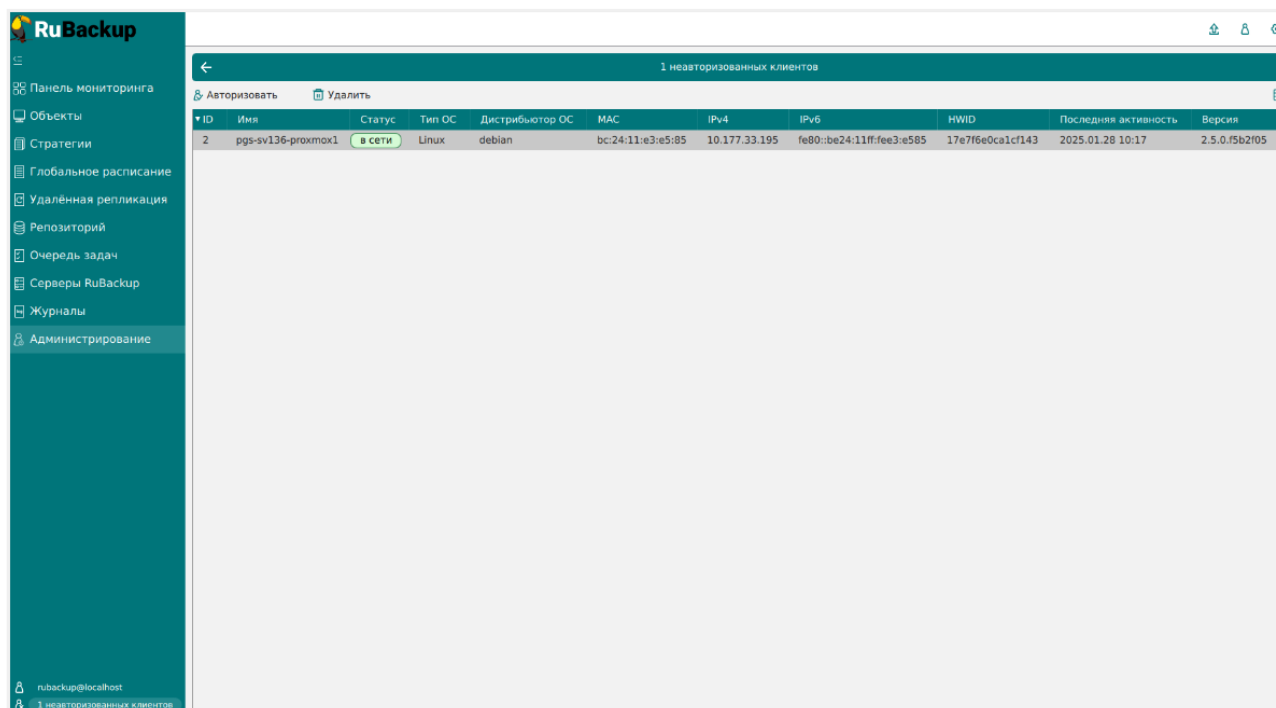 RuBackup
1 неавторизованных клиентов
Панель мониторинга
Объекты
Стратегии
Глобальное расписание
Удалённая репликация
Репозиторий
Очередь задач
Серверы RuBackup
Журналы
Администрирование
Авторизовать Удалить
ID Имя Статус Тип ОС Дистрибьютор ОС MAC IPv4 IPv6 HWID Последняя активность Версия
2 pgs-sv136-proxmox1 в сети Linux debian bc:24:11:e3:e5:85 10.177.33.195 fe80::be24:11ff:fee3:e585 17e7f6e0ca1cf143 2025.01.28 10:17 2.5.0.f5b2f05
rubackup@localhost
1 неавторизованных клиентов